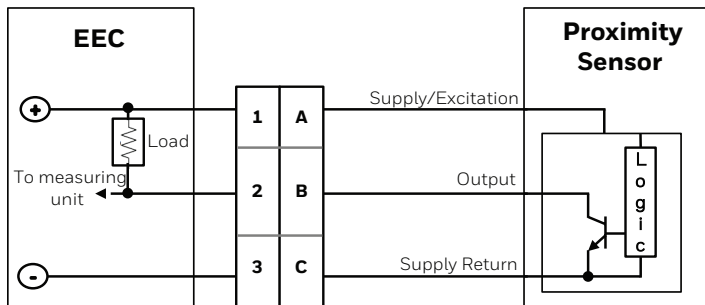 EEC
Proximity
Sensor
+
Supply/Excitation
1 A
Load
L
o
g
i
c
To measuring
unit
2 B
Output
-
3 C
Supply Return